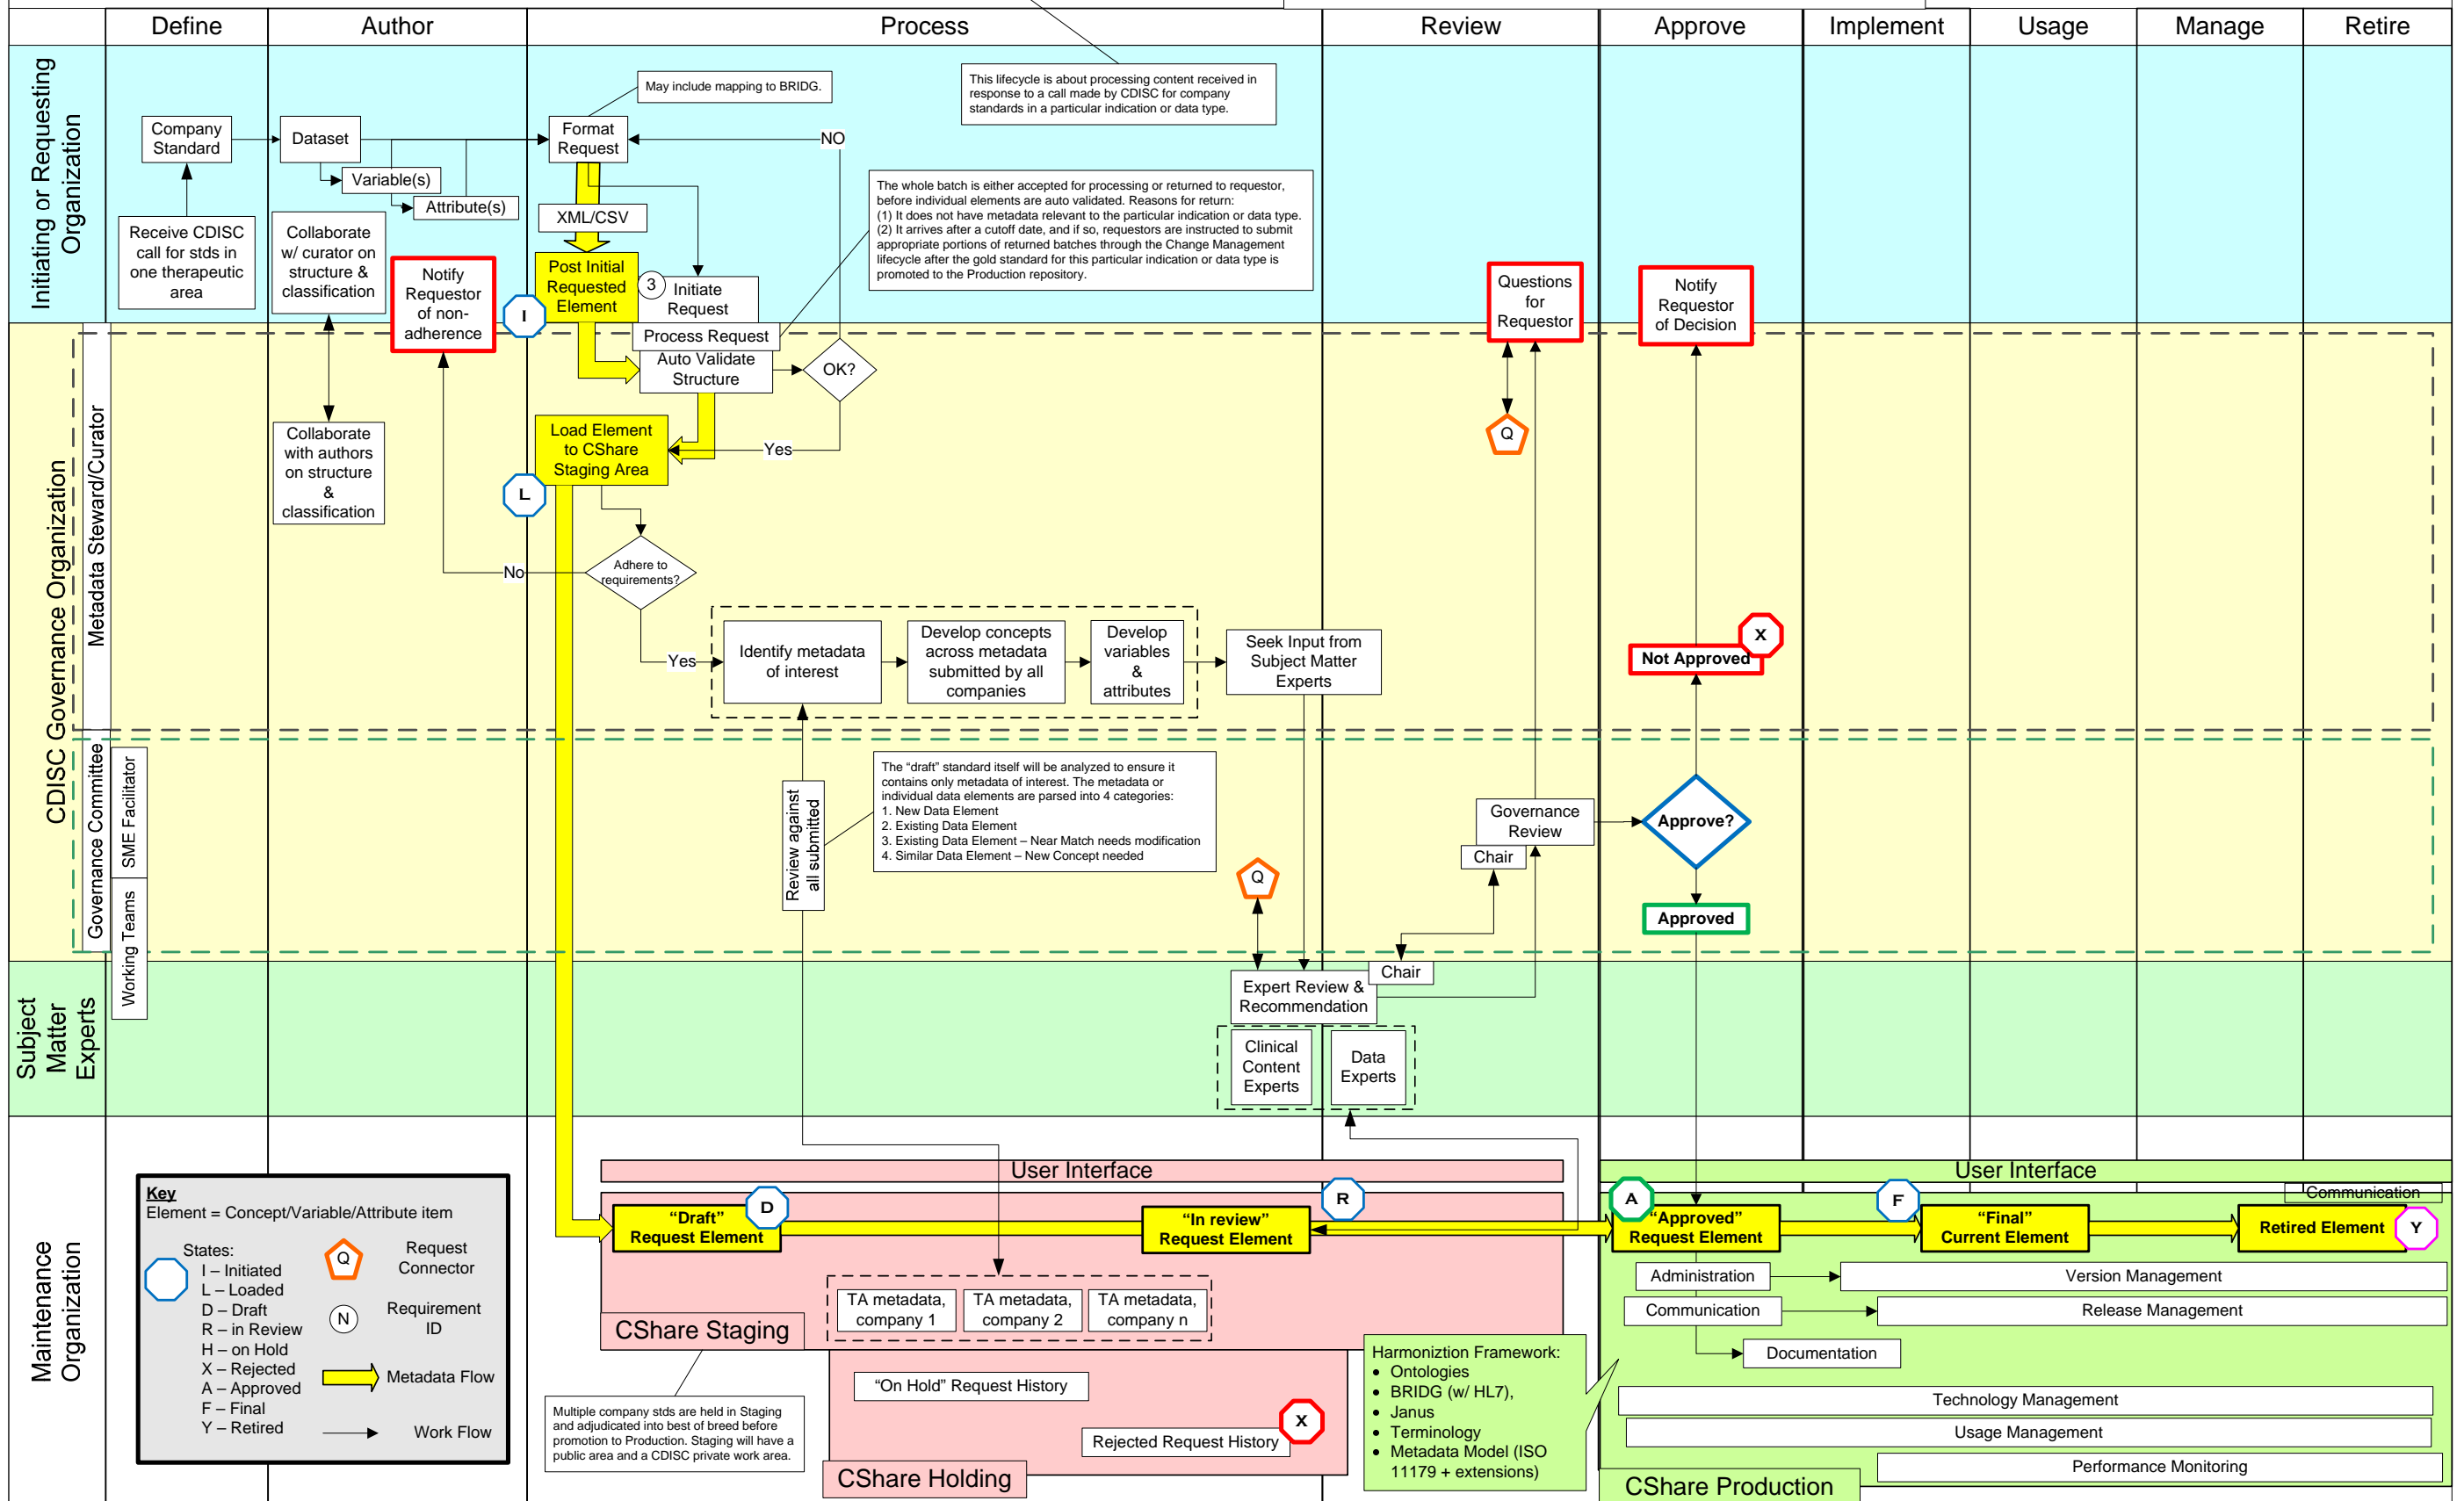 Define
Author
Process
Review
Approve
Implement
Usage
Manage
Retire
Initiating or Requesting
Organization
May include mapping to BRIDG.
This lifecycle is about processing content received in
response to a call made by CDISC for company
standards in a particular indication or data type.
Company
Standard
Dataset
Variable(s)
Attribute(s)
Format
Request
NO
XML/CSV
Receive CDISC
call for stds in
one therapeutic
area
Collaborate
w/ curator on
structure &
classification
Notify
Requestor
of non-
adherence
Post Initial
Requested
Element
I
3
Initiate
Request
The whole batch is either accepted for processing or returned to requestor,
before individual elements are auto validated. Reasons for return:
(1) It does not have metadata relevant to the particular indication or data type.
(2) It arrives after a cutoff date, and if so, requestors are instructed to submit
appropriate portions of returned batches through the Change Management
lifecycle after the gold standard for this particular indication or data type is
promoted to the Production repository.
Questions
for
Requestor
Notify
Requestor
of Decision
CDISC Governance Organization
Metadata Steward/Curator
Process Request
Auto Validate
Structure
OK?
Collaborate
with authors
on structure
&
classification
Load Element
to CShare
Staging Area
Yes
L
Q
Adhere to
requirements?
No
Yes
Identify metadata
of interest
Develop concepts
across metadata
submitted by all
companies
Develop
variables
&
attributes
Seek Input from
Subject Matter
Experts
X
Not Approved
Governance Committee
SME Facilitator
Working Teams
Review against
all submitted
The “draft” standard itself will be analyzed to ensure it
contains only metadata of interest. The metadata or
individual data elements are parsed into 4 categories:
1. New Data Element
2. Existing Data Element
3. Existing Data Element – Near Match needs modification
4. Similar Data Element – New Concept needed
Q
Governance
Review
Chair
Approve?
Approved
Subject
Matter
Experts
Chair
Expert Review &
Recommendation
Clinical
Content
Experts
Data
Experts
Maintenance
Organization
User Interface
User Interface
Communication
Key
Element = Concept/Variable/Attribute item
States:
I – Initiated
L – Loaded
D – Draft
R – in Review
H – on Hold
X – Rejected
A – Approved
F – Final
Y – Retired
Q
Request
Connector
N
Requirement
ID
Metadata Flow
Work Flow
“Draft”
Request Element
D
“In review”
Request Element
R
A
“Approved”
Request Element
F
“Final”
Current Element
Retired Element
Y
TA metadata,
company 1
TA metadata,
company 2
TA metadata,
company n
CShare Staging
Multiple company stds are held in Staging
and adjudicated into best of breed before
promotion to Production. Staging will have a
public area and a CDISC private work area.
“On Hold” Request History
Rejected Request History
X
CShare Holding
Harmoniztion Framework:
• Ontologies
• BRIDG (w/ HL7),
• Janus
• Terminology
• Metadata Model (ISO
11179 + extensions)
Administration
Version Management
Communication
Release Management
Documentation
Technology Management
Usage Management
Performance Monitoring
CShare Production